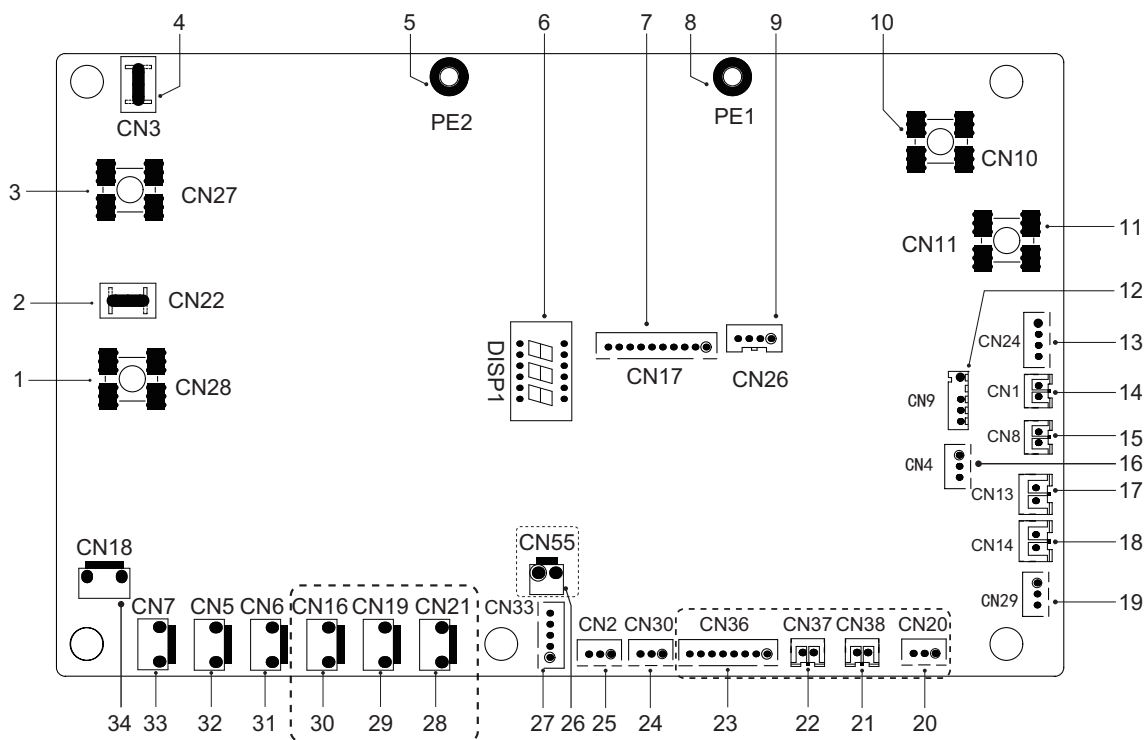 4 5 6 7 8 9 10
CN3 PE2 PE1
CN10
3 CN27
CN11 11
12
2 CN22
CN24 13
DISP1
CN17 CN26
1 CN28
CN9 CN1 14
CN8 15
CN4 16
CN13 17
CN55
CN18 CN14 18
CN7 CN5 CN6 CN16 CN19 CN21 CN33 CN29 19
CN2 CN30 CN36 CN37 CN38 CN20
34 33 32 31 30 29 28 27 26 25 24 23 22 21 20